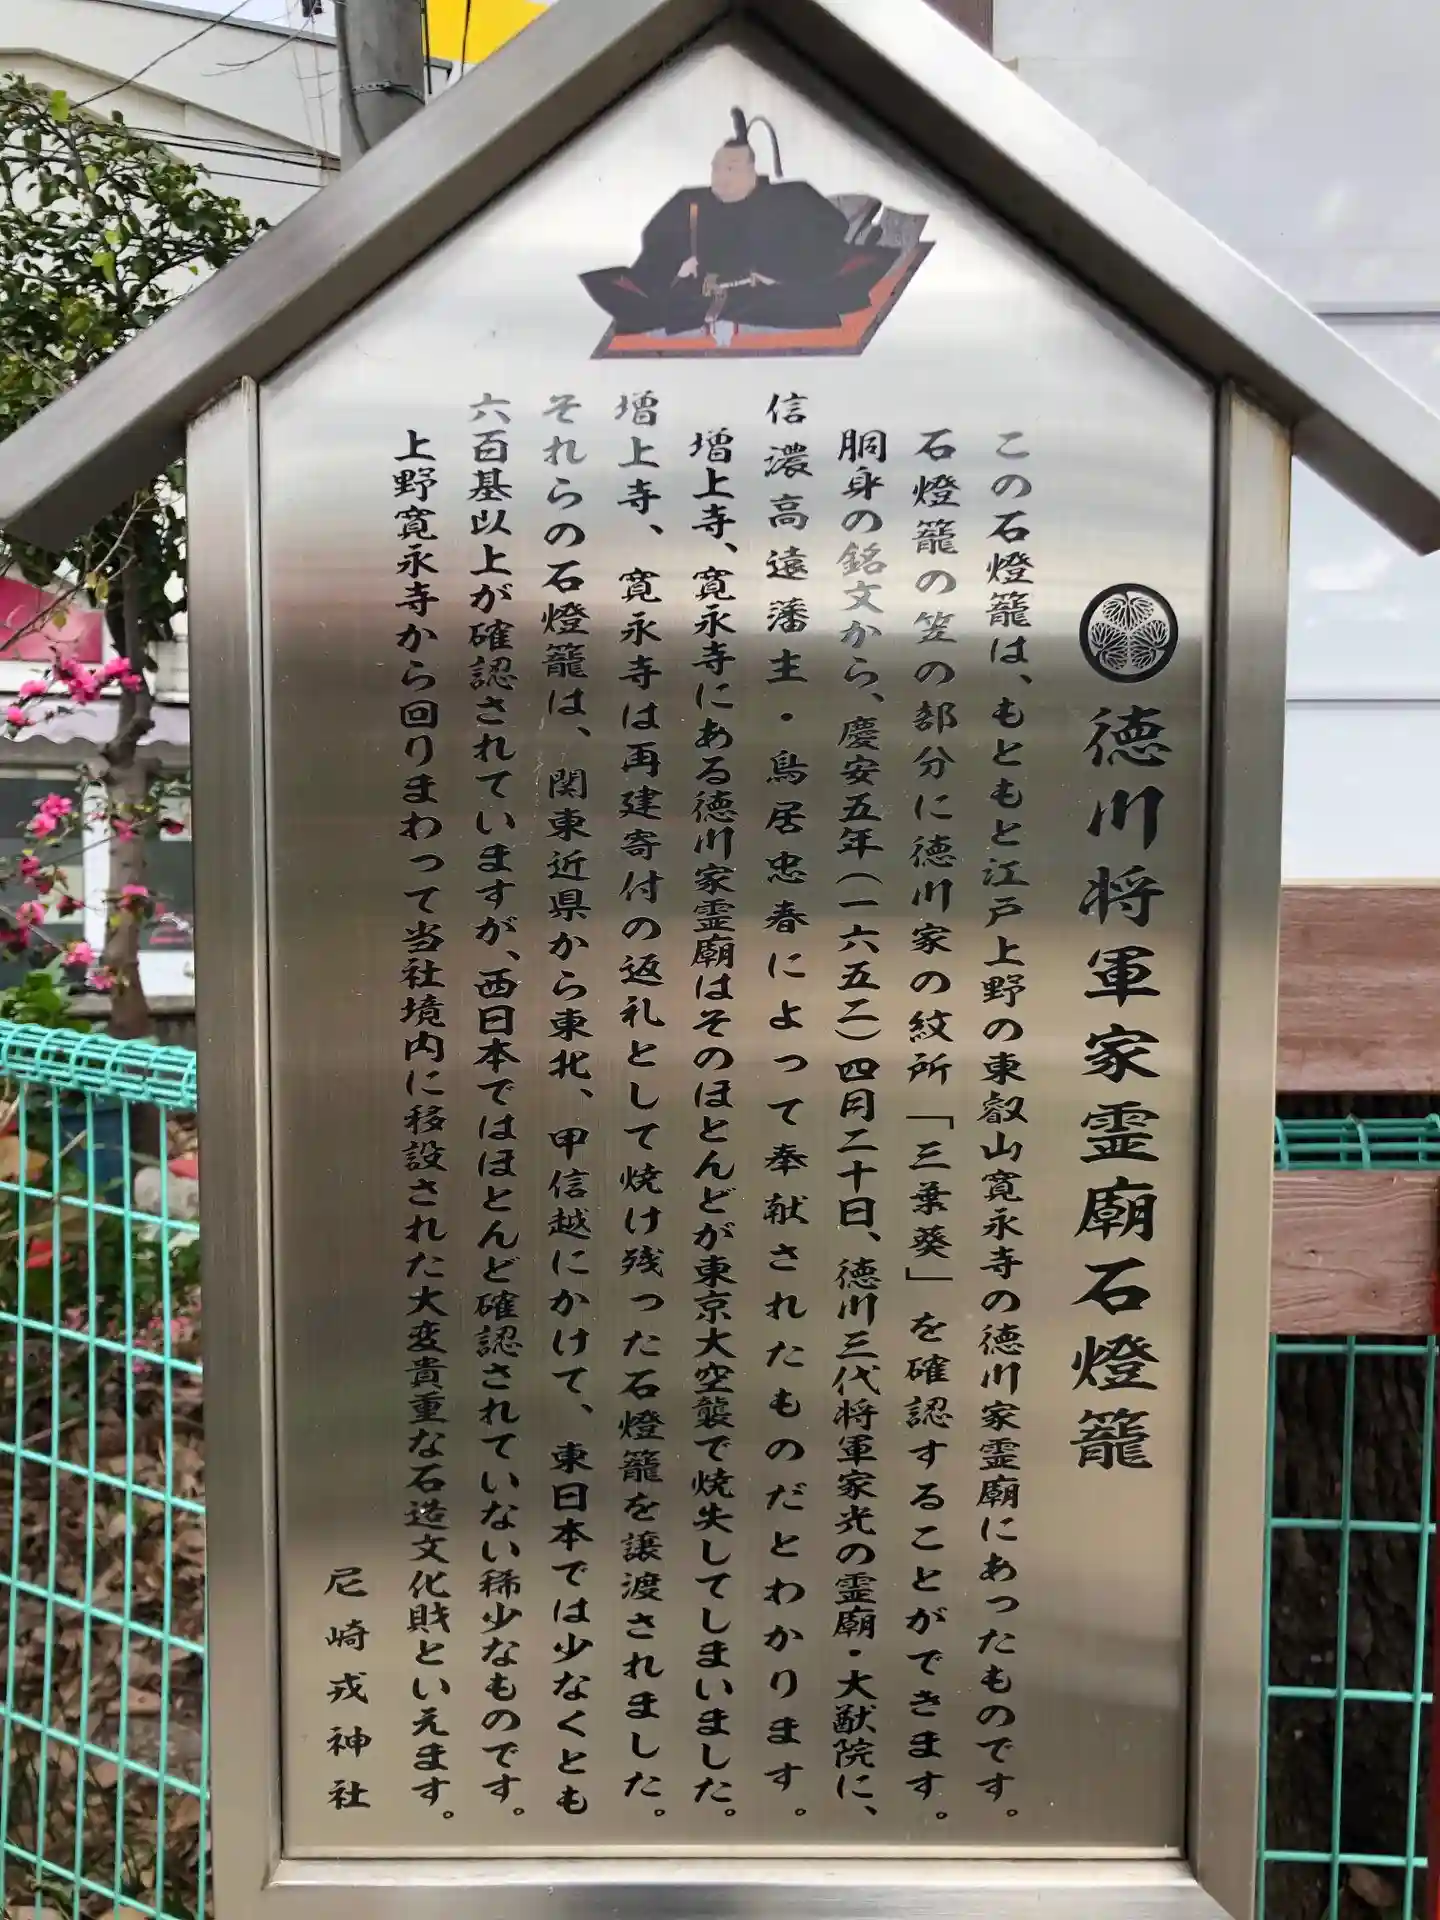 徳川将軍家霊廟石燈籠
この石燈籠は、もともと江戸上野の東叡山寛永寺の徳川家霊廟にあったものです。
石燈籠の笠の部分に徳川家の紋所「三葉葵」を確認することができます。
胴身の銘文から、慶安五年(一六五二)四月二十日、徳川三代将軍家光の霊廟・大猷院に、
信濃高遠藩主・鳥居忠春によって奉献されたものだとわかります。
増上寺、寛永寺にある徳川家霊廟はそのほとんどが東京大空襲で焼失してしまいました。
増上寺、寛永寺は再建寄付の返礼として焼け残った石燈籠を譲渡されました。
それらの石燈籠は、関東近県から東北、甲信越にかけて、東日本では少なくとも
六百基以上が確認されていますが、西日本ではほとんど確認されていない稀少なものです。
上野寛永寺から回りまわって当社境内に移設された大変貴重な石造文化財といえます。
尼崎戎神社